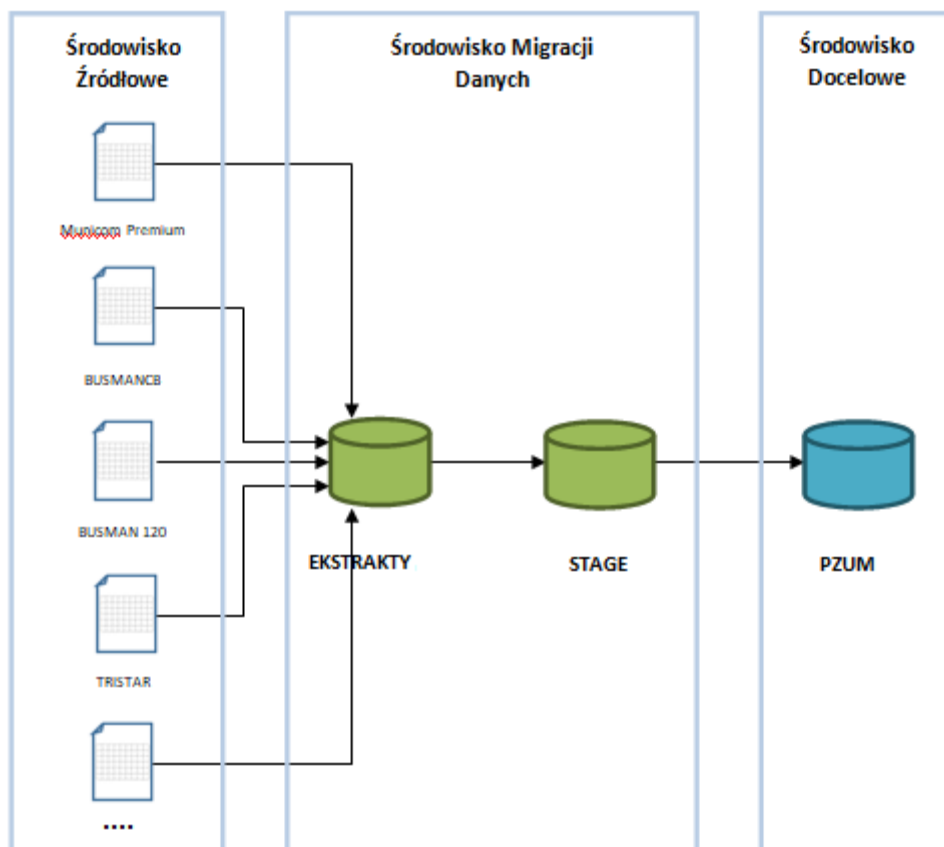 Środowisko
Źródłowe
Środowisko Migracji
Danych
Środowisko
Docelowe
Municom Premium
BUSMANCB
BUSMAN 120
TRISTAR
....
EKSTRAKTY
STAGE
PZUM